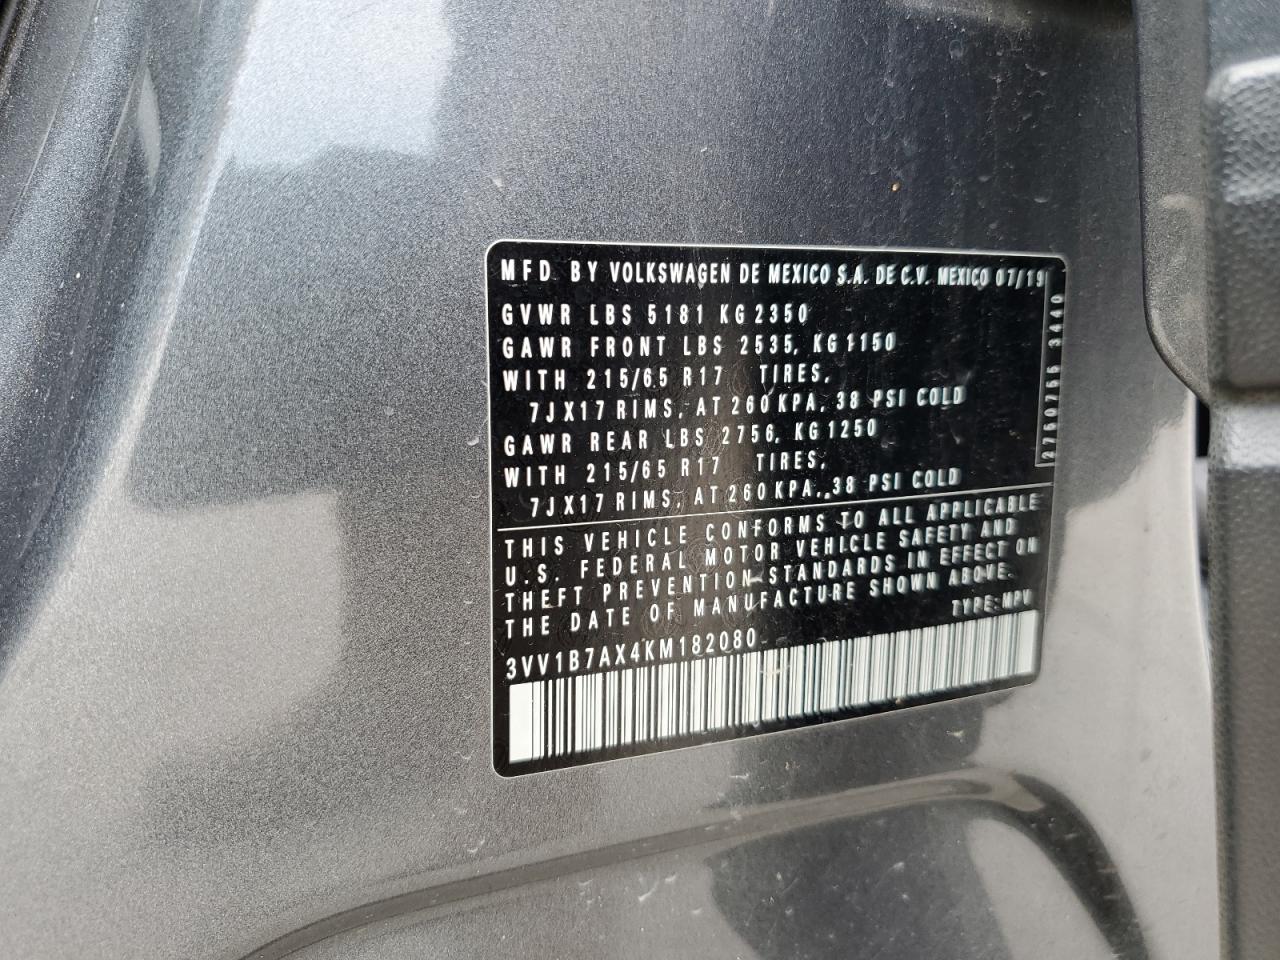 MFD. BY VOLKSWAGEN DE MEXICO S.A. DE C.V. MEXICO 07/19
GVWR LBS 5181 KG 2350
GAWR FRONT LBS 2535, KG 1150
WITH 215/65 R17 TIRES,
7JX17 RIMS, AT 260 KPA, 38 PSI COLD
GAWR REAR LBS 2756, KG 1250
WITH 215/65 R17 TIRES,
7JX17 RIMS, AT 260 KPA, 38 PSI COLD
2750755 3440
THIS VEHICLE CONFORMS TO ALL APPLICABLE
U.S. FEDERAL MOTOR VEHICLE SAFETY AND
THEFT PREVENTION STANDARDS IN EFFECT ON
THE DATE OF MANUFACTURE SHOWN ABOVE.
TYPE: MPV
3VV1B7AX4KM182080